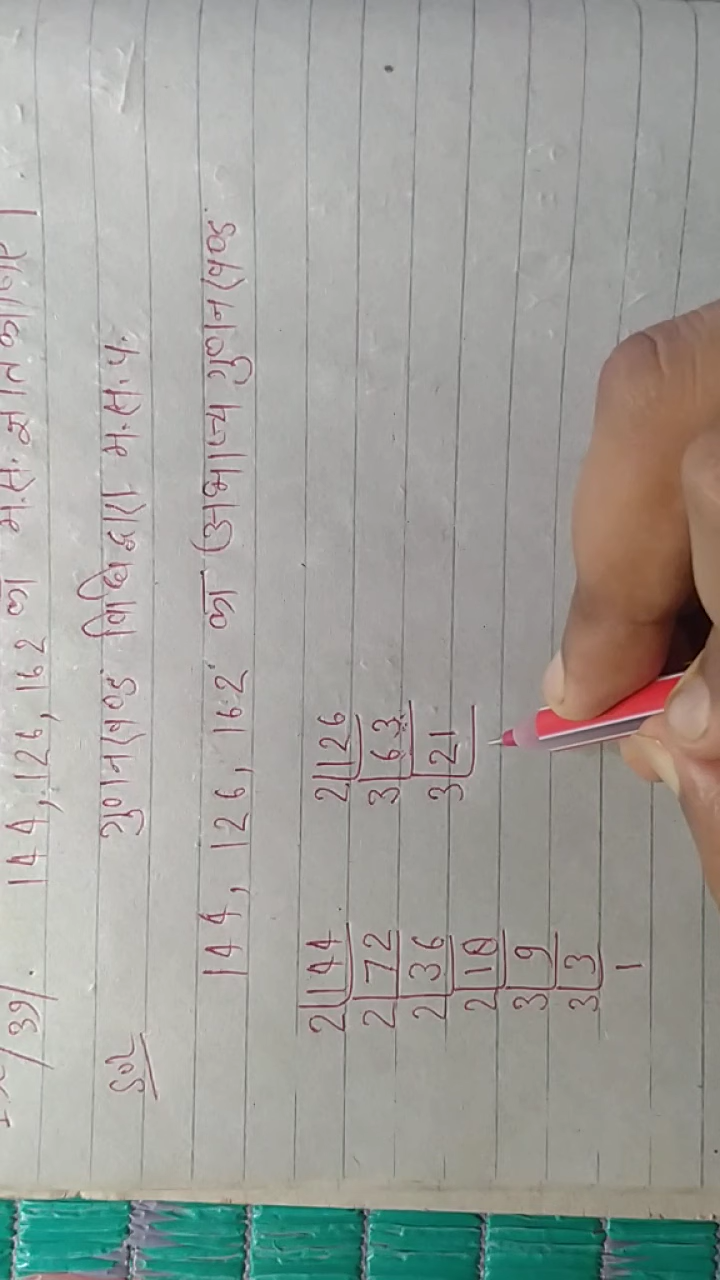 39). 144, 126, 162 का म.स. ज्ञात कीजिए।
Sol गुणनखण्ड विधि द्वारा म.स.प.
144, 126, 162 का अभाज्य गुणनखण्ड
2|144 2|126
2|72 3|63
2|36 3|21
2|18
3|9
3|3
1